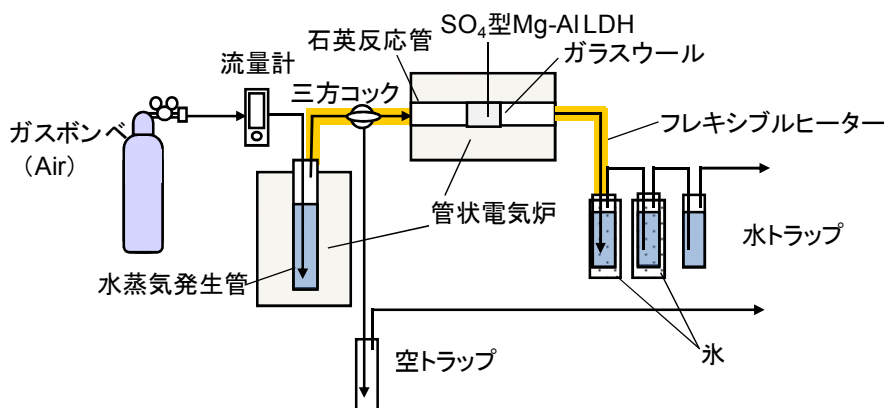 SO₄型Mg-Al LDH
石英反応管
ガラスウール
流量計
三方コック
ガスボンベ
（Air）
フレキシブルヒーター
管状電気炉
水トラップ
水蒸気発生管
氷
空トラップ